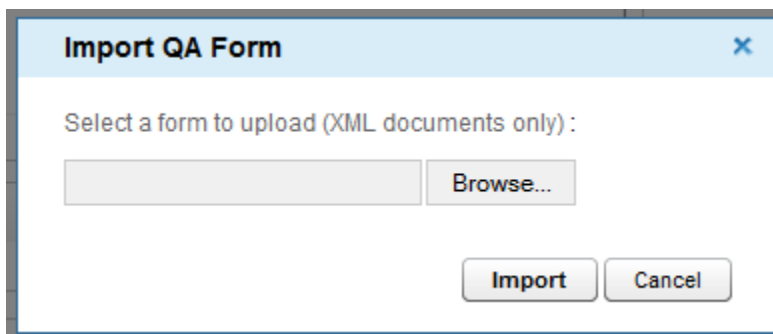 Import QA Form
Select a form to upload (XML documents only) :
Browse...
Import Cancel